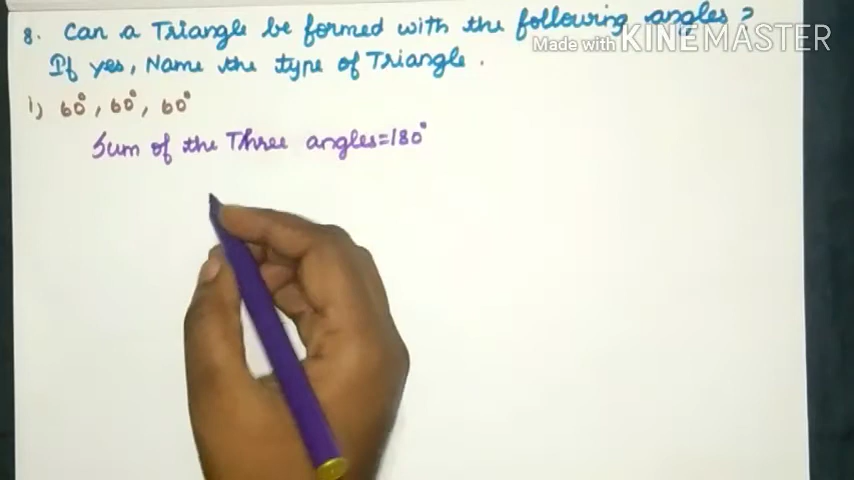 8. Can a Triangle be formed with the following angles?
Made with KINEMASTER
If yes, Name the type of Triangle.
i) 60°, 60°, 60°
Sum of the Three angles=180°